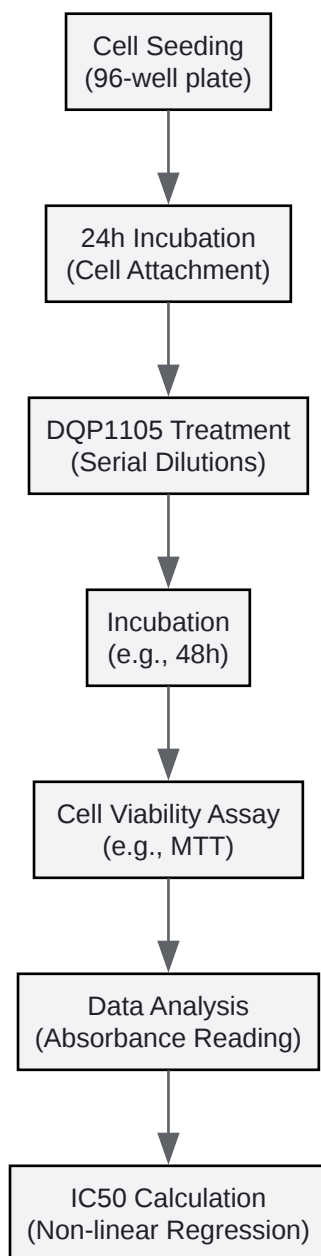 Cell Seeding
(96-well plate)
24h Incubation
(Cell Attachment)
DQP1105 Treatment
(Serial Dilutions)
Incubation
(e.g., 48h)
Cell Viability Assay
(e.g., MTT)
Data Analysis
(Absorbance Reading)
IC50 Calculation
(Non-linear Regression)